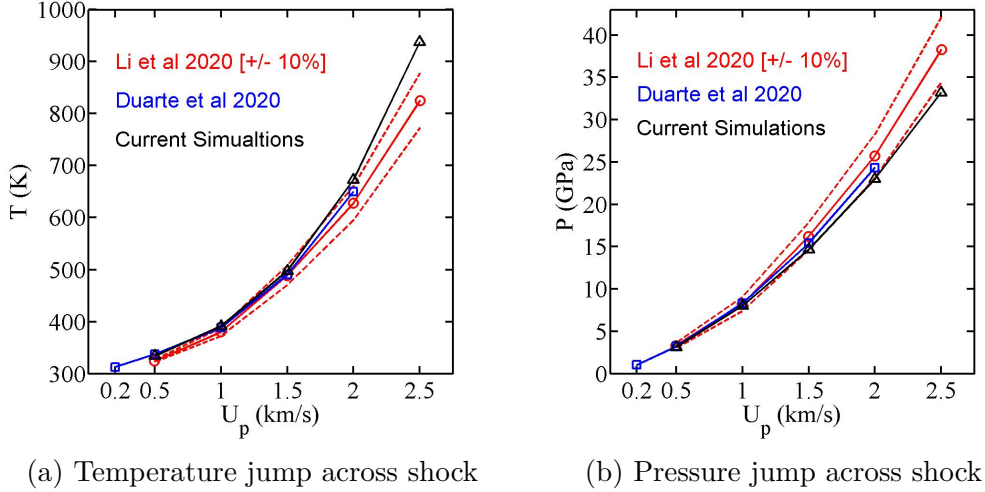 1000
900
800
700
600
500
400
300
T (K)
Li et al 2020 [+/- 10%]
Duarte et al 2020
Current Simualtions
0.2 0.5 1 1.5 2 2.5
U_p (km/s)
(a) Temperature jump across shock
40
35
30
25
20
15
10
5
0
P (GPa)
Li et al 2020 [+/- 10%]
Duarte et al 2020
Current Simulations
0.2 0.5 1 1.5 2 2.5
U_p (km/s)
(b) Pressure jump across shock